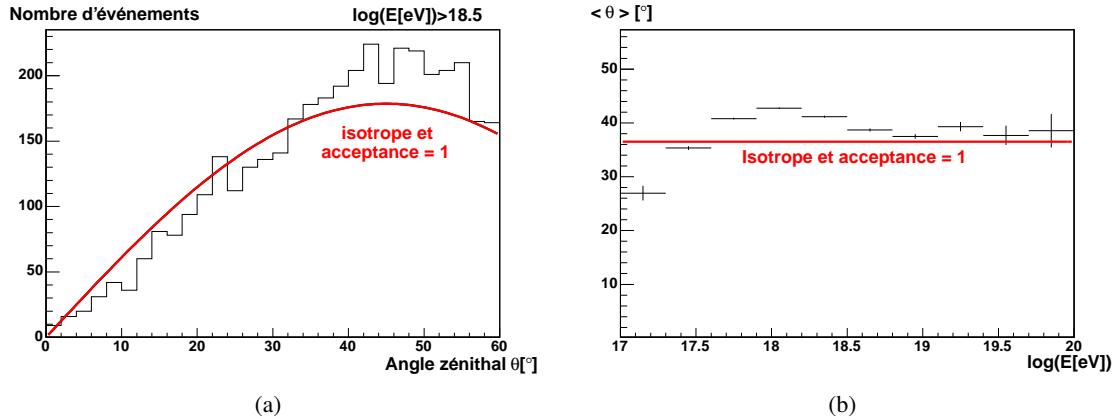 Nombre d'événements
log(E[eV])>18.5
200
150
100
50
0
isotrope et
acceptance = 1
0 10 20 30 40 50 60
Angle zénithal θ[°]
(a)
< θ > [°]
50
40
30
20
10
Isotrope et acceptance = 1
17 17.5 18 18.5 19 19.5 20
log(E[eV])
(b)